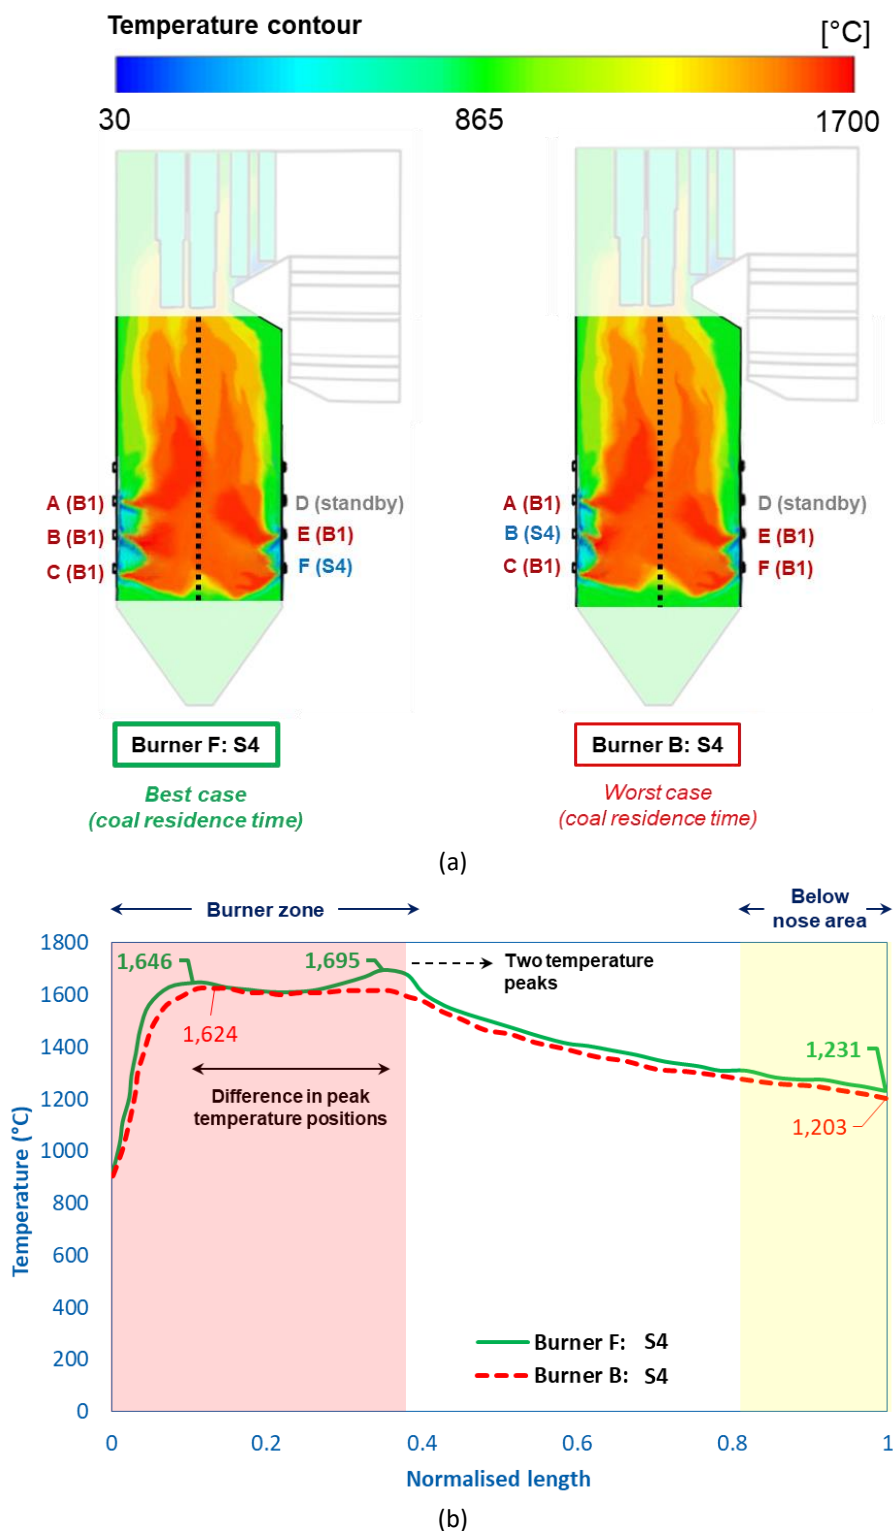 Temperature contour [°C]
30 865 1700
A (B1) D (standby) A (B1) D (standby)
B (B1) E (B1) B (S4) E (B1)
C (B1) F (S4) C (B1) F (B1)
Burner F: S4 Burner B: S4
Best case Worst case
(coal residence time) (coal residence time)
(a)
Burner zone
Below
nose area
1800
1,646 1,695 Two temperature
peaks
1600
1,624
1400
1,231
Difference in peak
temperature positions
1200
1,203
1000
800
600
400
200
0
Temperature (°C)
Burner F: S4
Burner B: S4
0 0.2 0.4 0.6 0.8 1
Normalised length
(b)